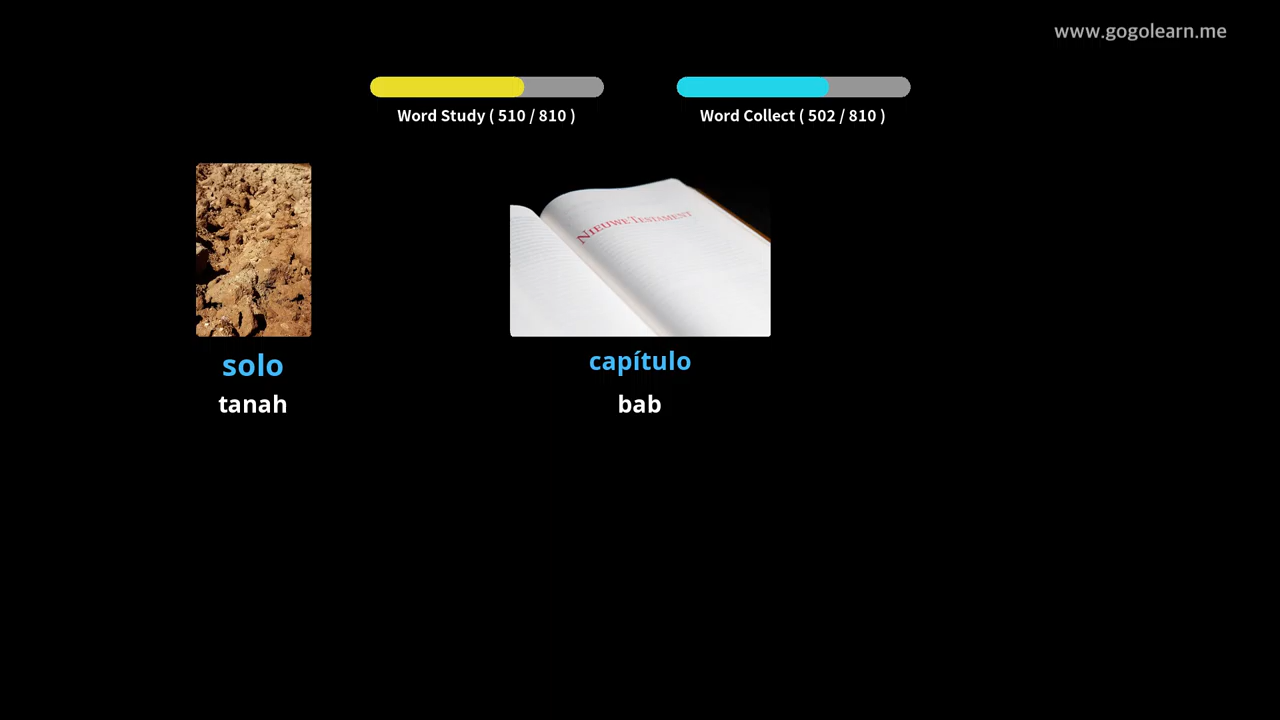 www.gogolearn.me
Word Study ( 510 / 810 )
Word Collect ( 502 / 810 )
NIEUWE TESTAMENT
solo
tanah
capítulo
bab